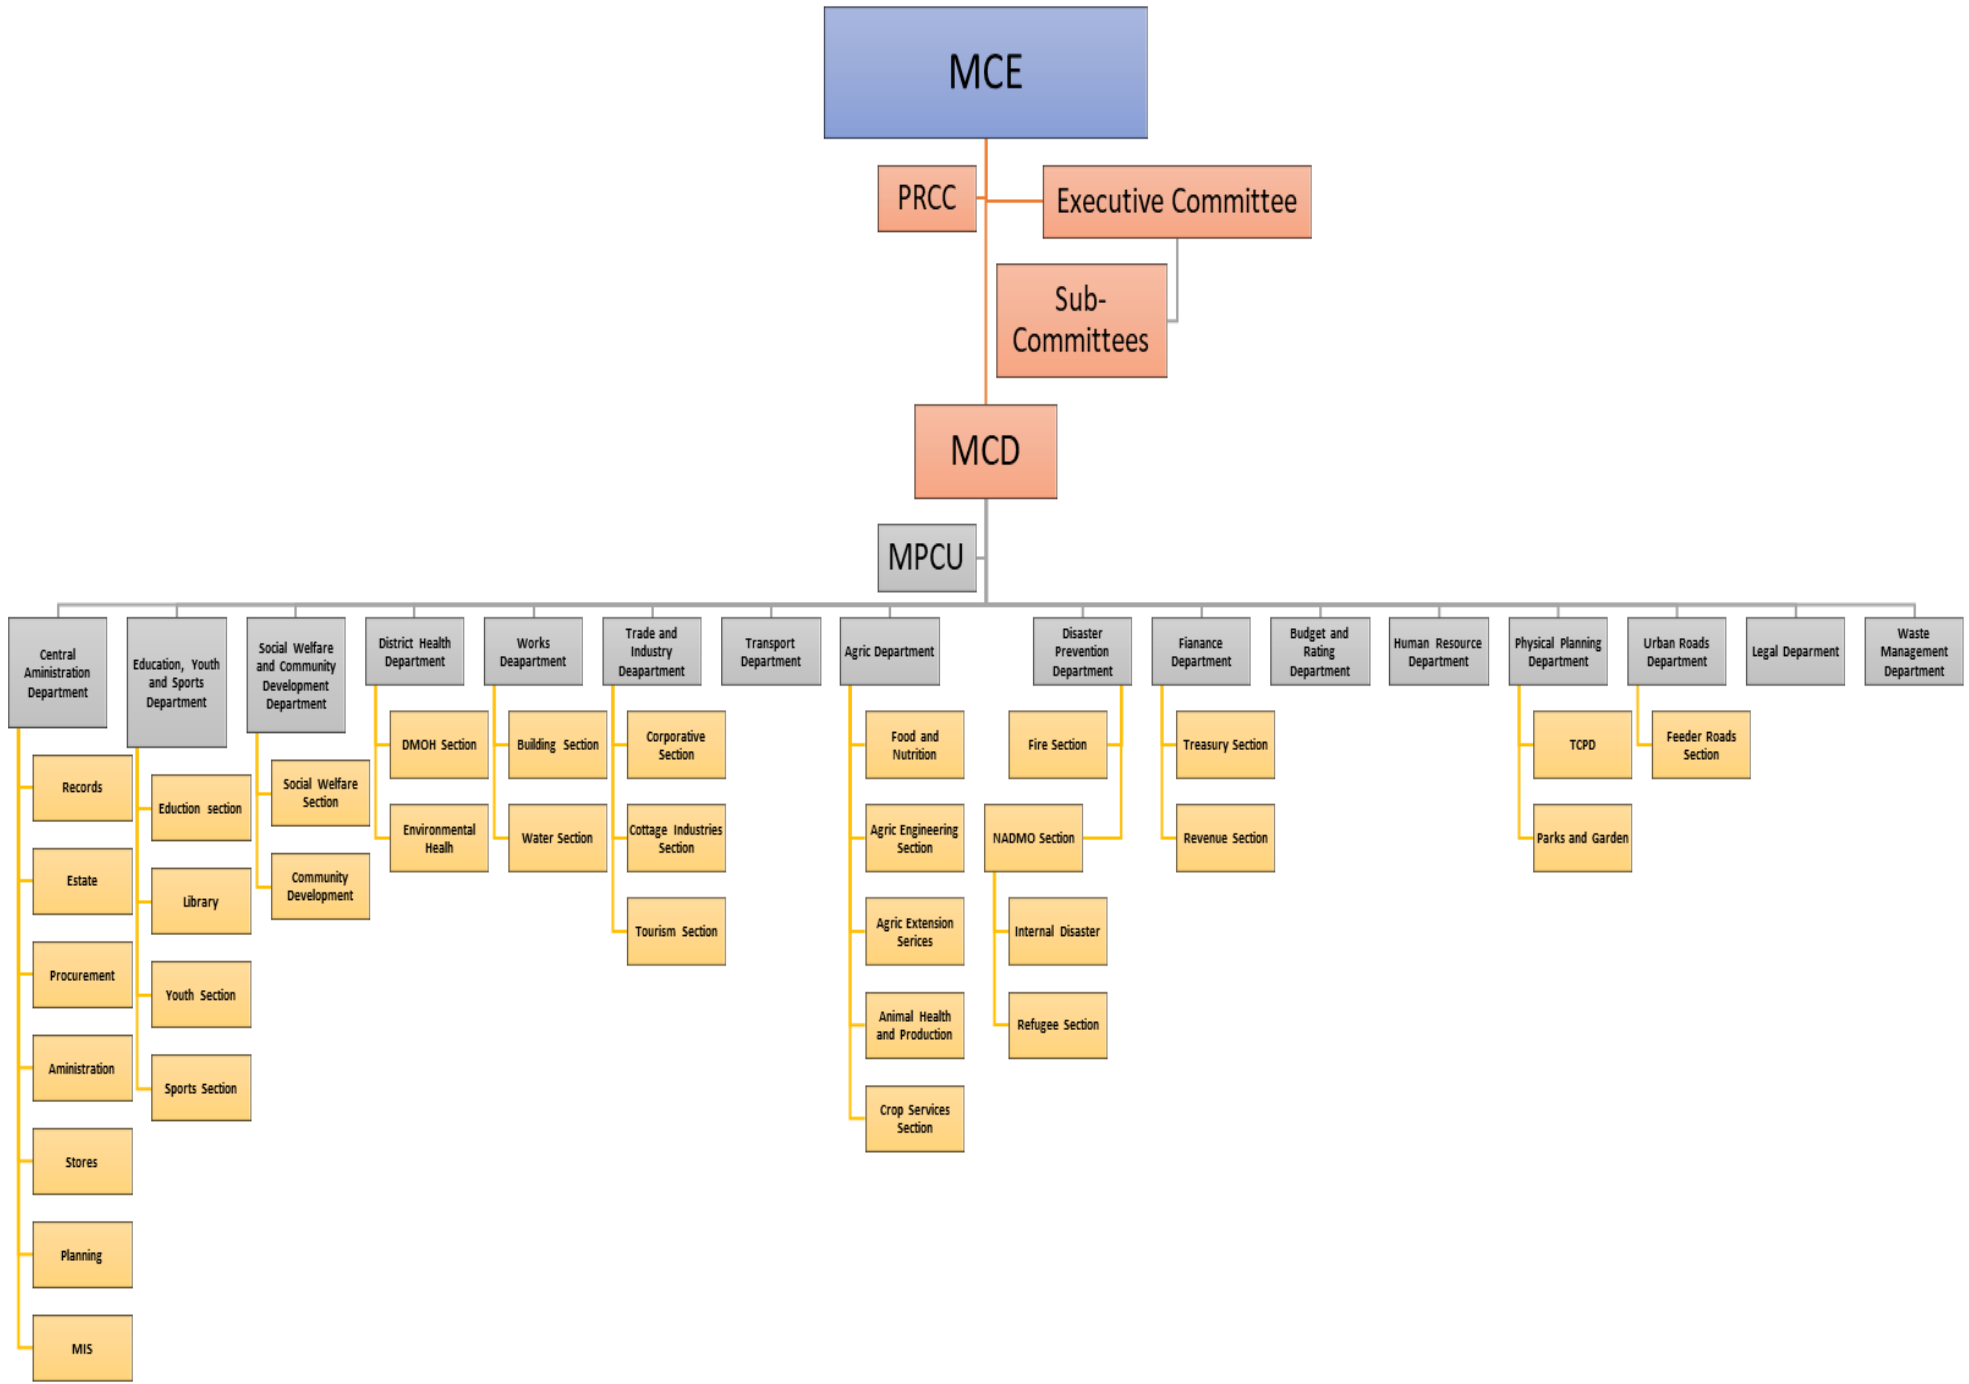 MCE
PRCC
Executive Committee
Sub-
Committees
MCD
MPCU
Central
Aministration
Department
Education, Youth
and Sports
Department
Social Welfare
and Community
Development
Department
District Health
Department
Works
Deapartment
Trade and
Industry
Deapartment
Transport
Department
Agric Department
Disaster
Prevention
Department
Fianance
Department
Budget and
Rating
Department
Human Resource
Department
Physical Planning
Department
Urban Roads
Department
Legal Deparment
Waste
Management
Department
Records
Estate
Procurement
Aministration
Stores
Planning
MIS
Eduction section
Library
Youth Section
Sports Section
Social Welfare
Section
Community
Development
DMOH Section
Environmental
Healh
Building Section
Water Section
Corporative
Section
Cottage Industries
Section
Tourism Section
Food and
Nutrition
Agric Engineering
Section
Agric Extension
Serices
Animal Health
and Production
Crop Services
Section
Fire Section
NADMO Section
Internal Disaster
Refugee Section
Treasury Section
Revenue Section
TCPD
Parks and Garden
Feeder Roads
Section